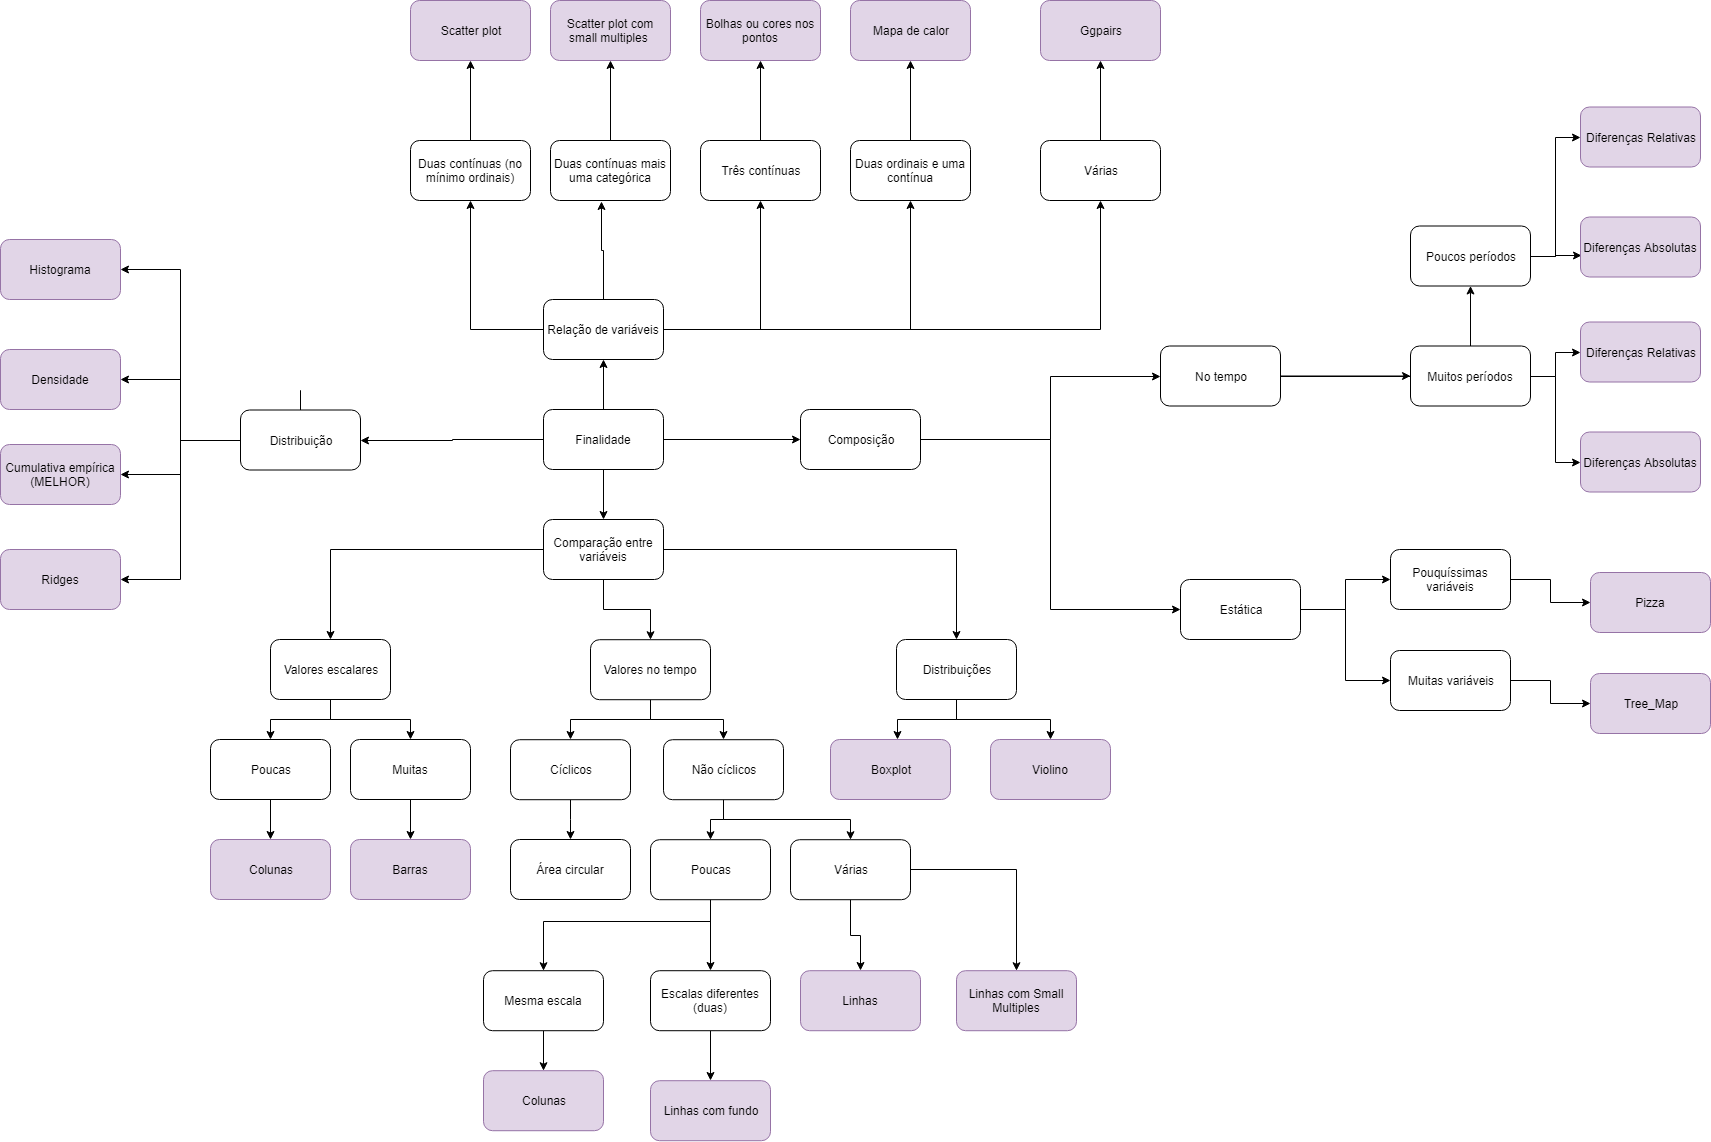 Scatter plot
Scatter plot com
small multiples
Bolhas ou cores nos
pontos
Mapa de calor
Ggpairs
Duas contínuas (no
mínimo ordinais)
Duas contínuas mais
uma categórica
Três contínuas
Duas ordinais e uma
contínua
Várias
Diferenças Relativas
Diferenças Absolutas
Poucos períodos
Histograma
Relação de variáveis
Densidade
No tempo
Muitos períodos
Diferenças Relativas
Distribuição
Finalidade
Composição
Diferenças Absolutas
Cumulativa empírica
(MELHOR)
Comparação entre
variáveis
Ridges
Estática
Pouquíssimas
variáveis
Pizza
Valores escalares
Valores no tempo
Distribuições
Muitas variáveis
Tree_Map
Poucas
Muitas
Cíclicos
Não cíclicos
Boxplot
Violino
Colunas
Barras
Área circular
Poucas
Várias
Mesma escala
Escalas diferentes
(duas)
Linhas
Linhas com Small
Multiples
Colunas
Linhas com fundo